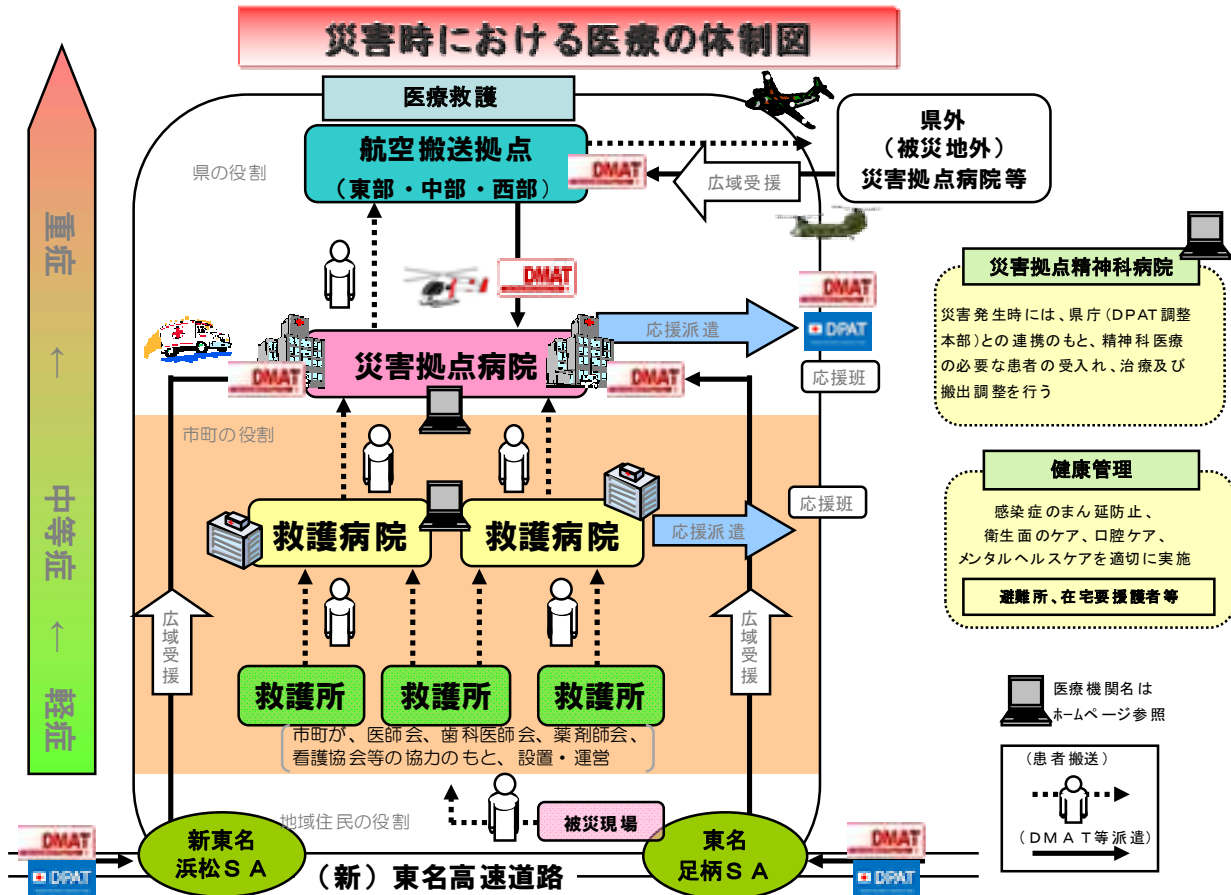 災害時における医療の体制図
医療救護
航空搬送拠点
（東部・中部・西部）
DMAT
広域受援
県外
（被災地外）
災害拠点病院等
県の役割
重症
←
中等症
←
軽症
DMAT
災害拠点病院
DMAT
DMAT
応援派遣
DMAT
DPAT
応援班
市町の役割
救護病院
救護病院
応援派遣
応援班
広域受援
広域受援
救護所
救護所
救護所
市町が、医師会、歯科医師会、薬剤師会、
看護協会等の協力のもと、設置・運営
地域住民の役割
被災現場
DMAT
DPAT
新東名
浜松ＳＡ
（新）東名高速道路
東名
足柄ＳＡ
DMAT
DPAT
災害拠点精神科病院
災害発生時には、県庁（DPAT調整
本部）との連携のもと、精神科医療
の必要な患者の受入れ、治療及び
搬出調整を行う
健康管理
感染症のまん延防止、
衛生面のケア、口腔ケア、
メンタルヘルスケアを適切に実施
避難所、在宅要援護者等
医療機関名は
ホームページ参照
（患者搬送）
（ＤＭＡＴ等派遣）